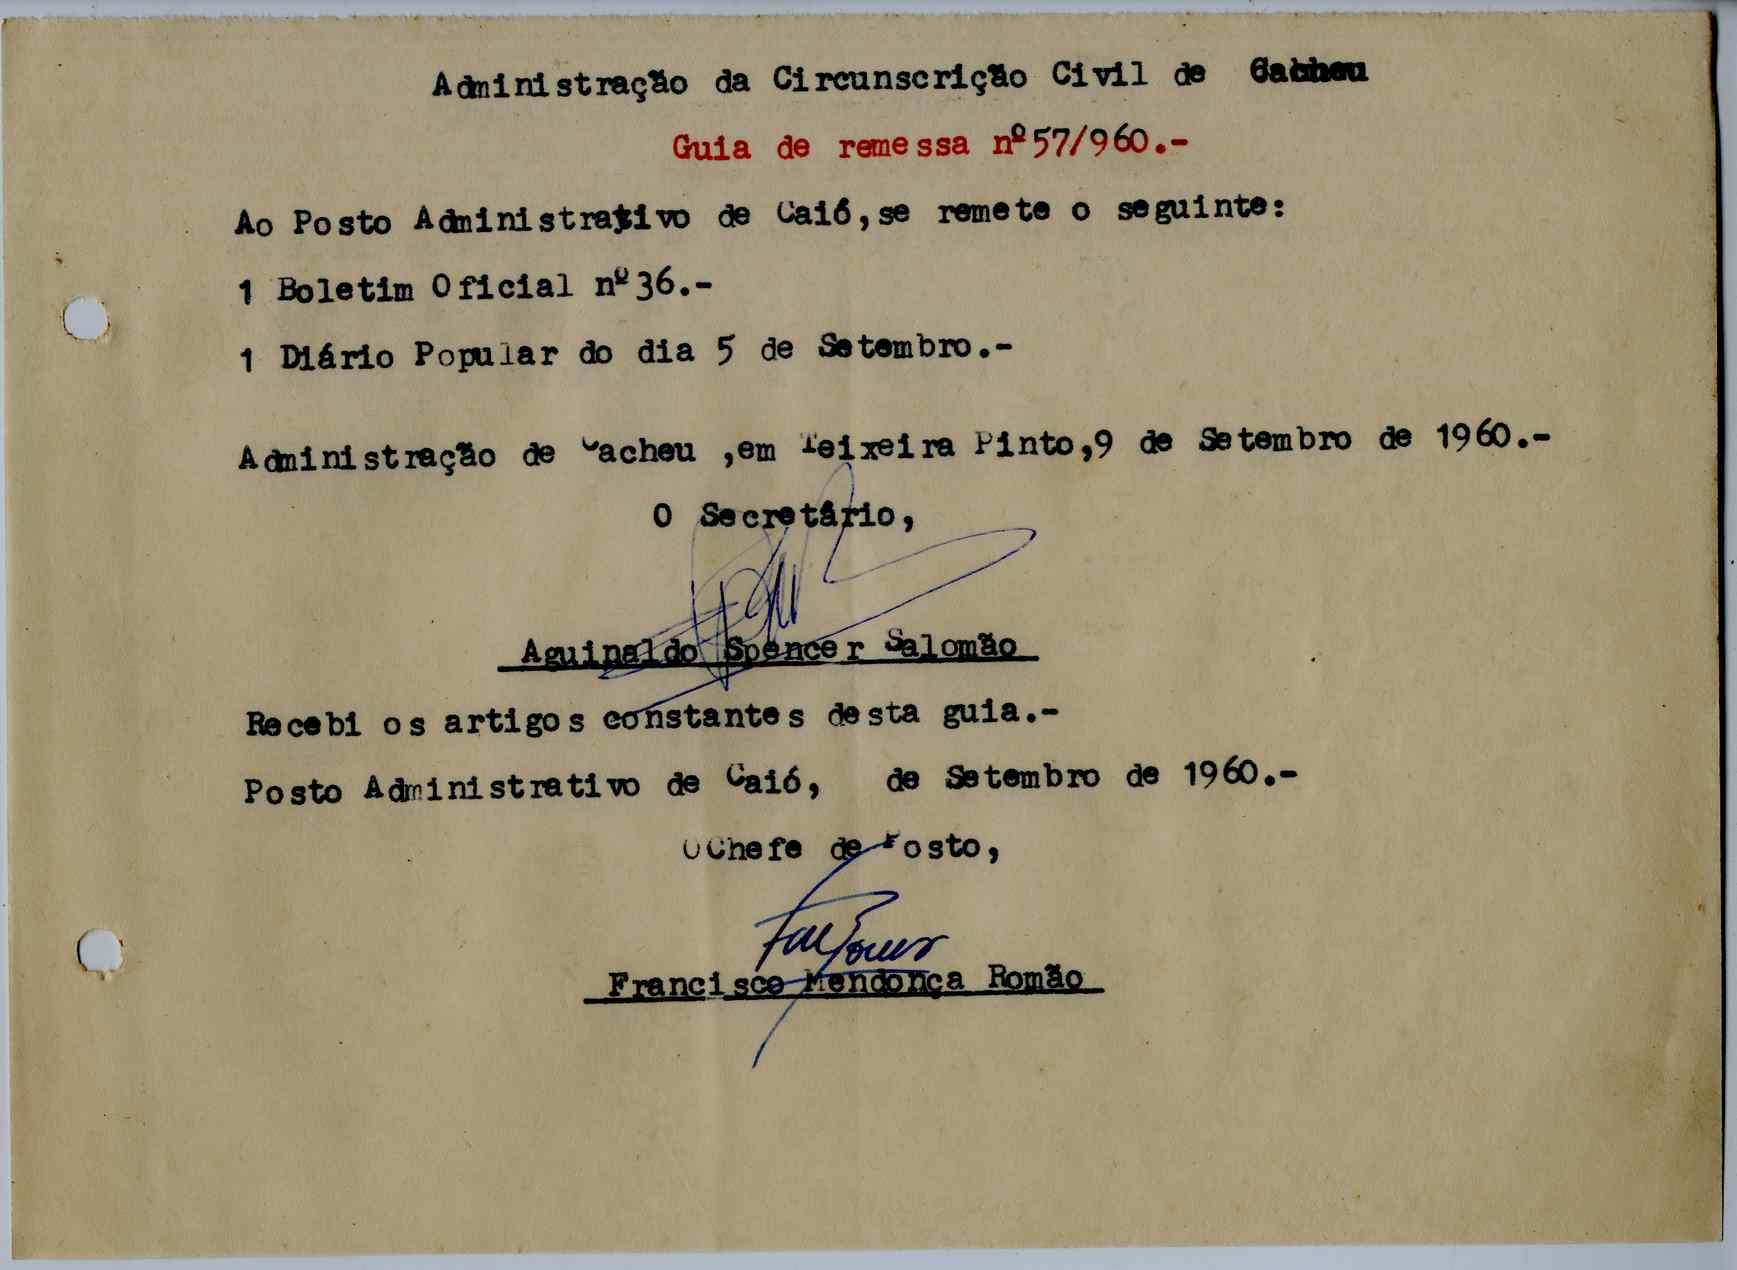 Administração da Circunscrição Civil de Cacheu
Guia de remessa nº57/960.-
Ao Posto Administrativo de Caió,se remete o seguinte:
1 Boletim Oficial nº36.-
1 Diário Popular do dia 5 de Setembro.-
Administração de Cacheu ,em Teixeira Pinto,9 de Setembro de 1960.-
O Secretário,
Aguinaldo Spencer Salomão
Recebi os artigos constantes desta guia.-
Posto Administrativo de Caió, de Setembro de 1960.-
OChefe de Posto,
Francisco Mendonça Romão